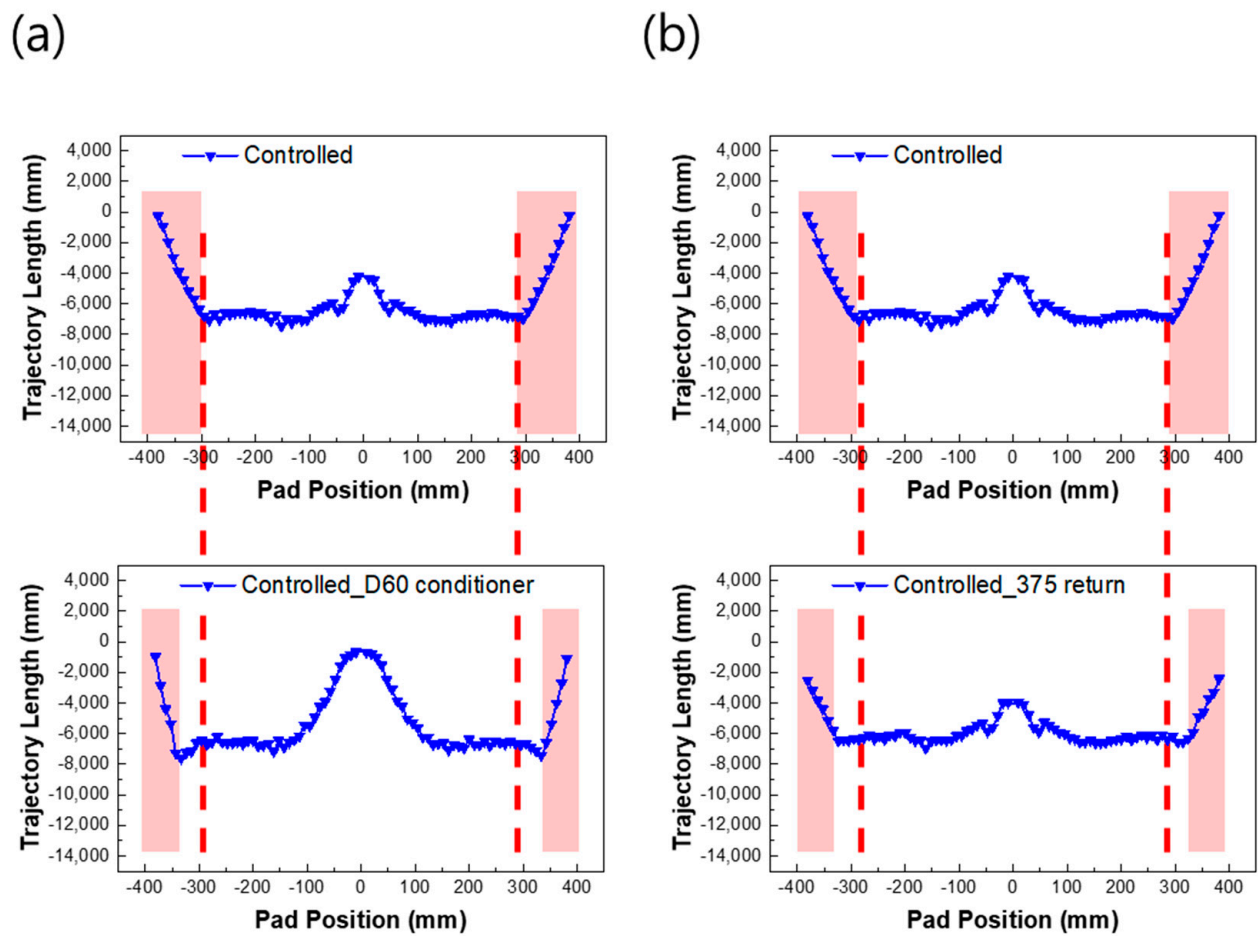 (a)
(b)
Controlled
4,000
2,000
0
-2,000
-4,000
-6,000
-8,000
-10,000
-12,000
-14,000
Trajectory Length (mm)
-400 -300 -200 -100 0 100 200 300 400
Pad Position (mm)
Controlled
4,000
2,000
0
-2,000
-4,000
-6,000
-8,000
-10,000
-12,000
-14,000
Trajectory Length (mm)
-400 -300 -200 -100 0 100 200 300 400
Pad Position (mm)
Controlled_D60 conditioner
4,000
2,000
0
-2,000
-4,000
-6,000
-8,000
-10,000
-12,000
-14,000
Trajectory Length (mm)
-400 -300 -200 -100 0 100 200 300 400
Pad Position (mm)
Controlled_375 return
4,000
2,000
0
-2,000
-4,000
-6,000
-8,000
-10,000
-12,000
-14,000
Trajectory Length (mm)
-400 -300 -200 -100 0 100 200 300 400
Pad Position (mm)